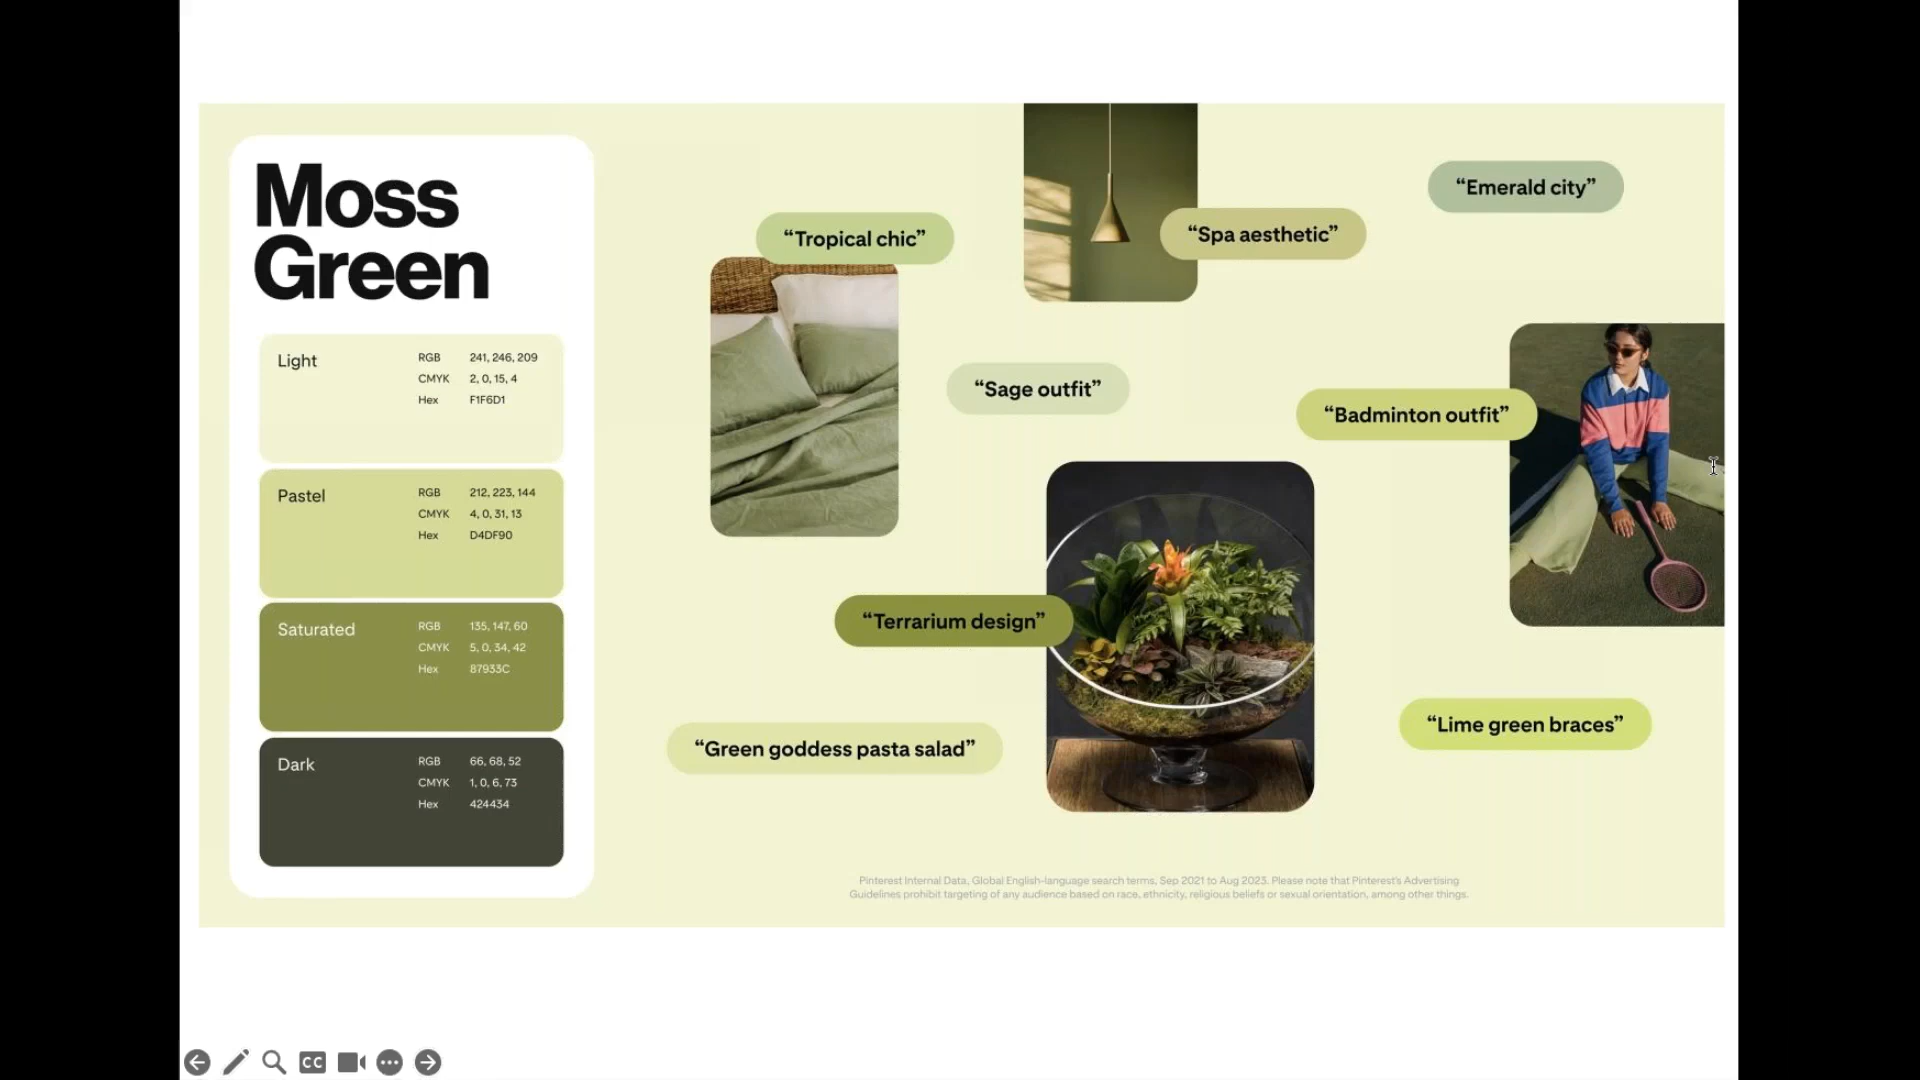 Moss
Green
Light
RGB 241, 246, 209
CMYK 2, 0, 15, 4
Hex F1F6D1
Pastel
RGB 212, 223, 144
CMYK 4, 0, 31, 13
Hex D4DF90
Saturated
RGB 135, 147, 60
CMYK 5, 0, 34, 42
Hex 87933C
Dark
RGB 66, 68, 52
CMYK 1, 0, 6, 73
Hex 424434
“Emerald city”
“Spa aesthetic”
“Tropical chic”
“Sage outfit”
“Badminton outfit”
“Terrarium design”
“Lime green braces”
“Green goddess pasta salad”
Pinterest Internal Data, Global English-language search terms, Sep 2021 to Aug 2023. Please note that Pinterest's Advertising
Guidelines prohibit targeting of any audience based on race, ethnicity, religious beliefs or sexual orientation, among other things.
CC